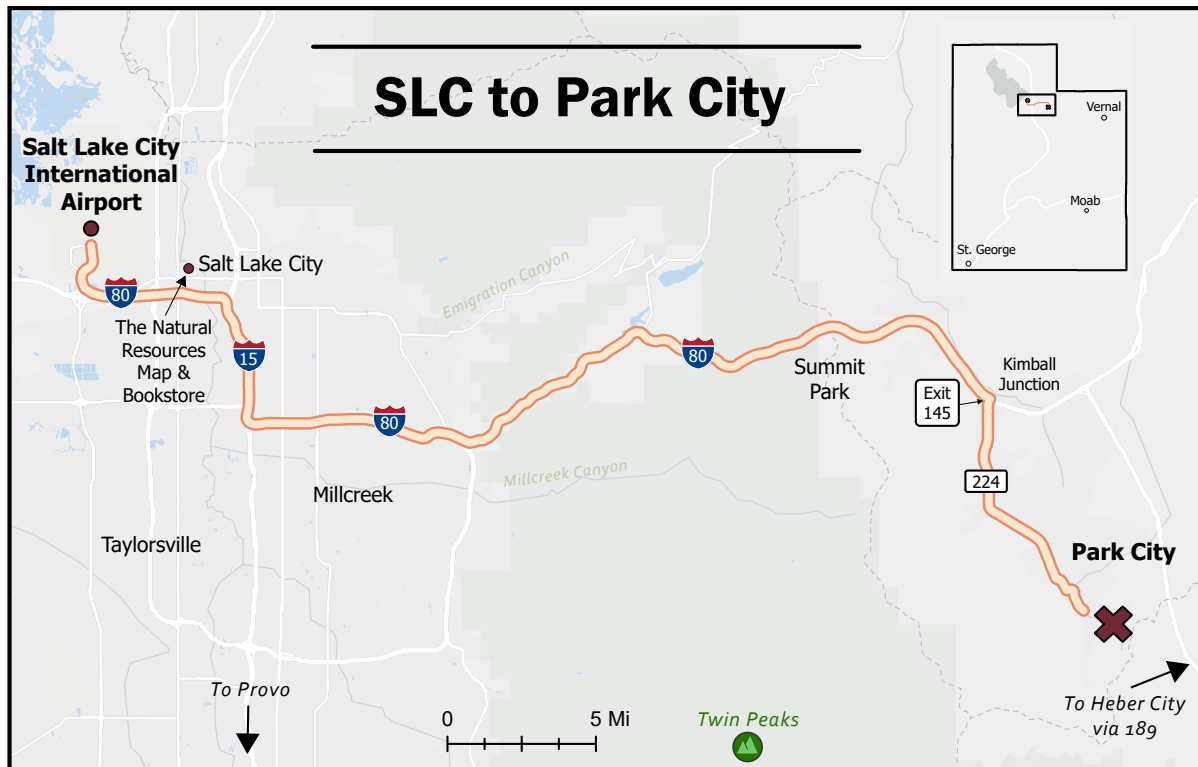 SLC to Park City
Salt Lake City
International
Airport
Vernal
Moab
St. George
Salt Lake City
Emigration Canyon
80
The Natural
Resources
Map &
Bookstore
15
80
80
Summit
Park
Kimball
Junction
Exit
145
Millcreek Canyon
224
Millcreek
Taylorsville
Park City
To Provo
0 5 Mi
Twin Peaks
To Heber City
via 189